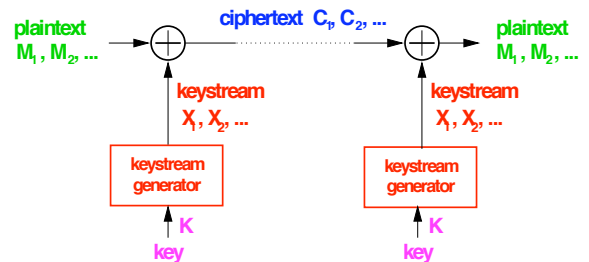 plaintext
M₁, M₂, ...
ciphertext C₁, C₂, ...
plaintext
M₁, M₂, ...
keystream
X₁, X₂, ...
keystream
X₁, X₂, ...
keystream
generator
keystream
generator
K
key
K
key